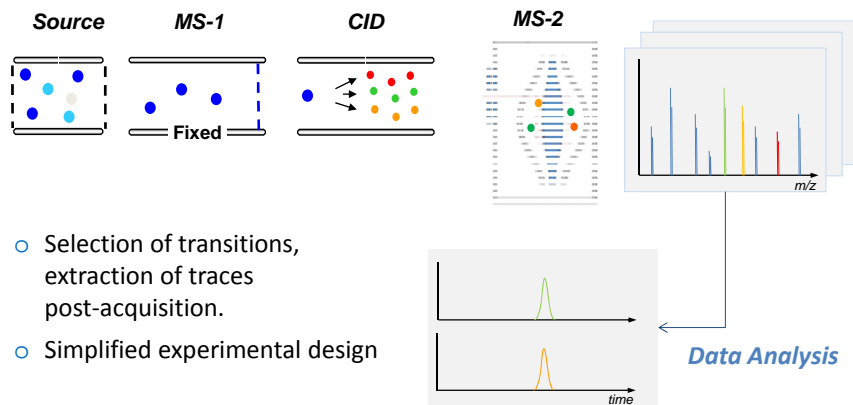 Source
MS-1
CID
MS-2
Fixed
m/z
o Selection of transitions,
extraction of traces
post-acquisition.
o Simplified experimental design
Data Analysis
time